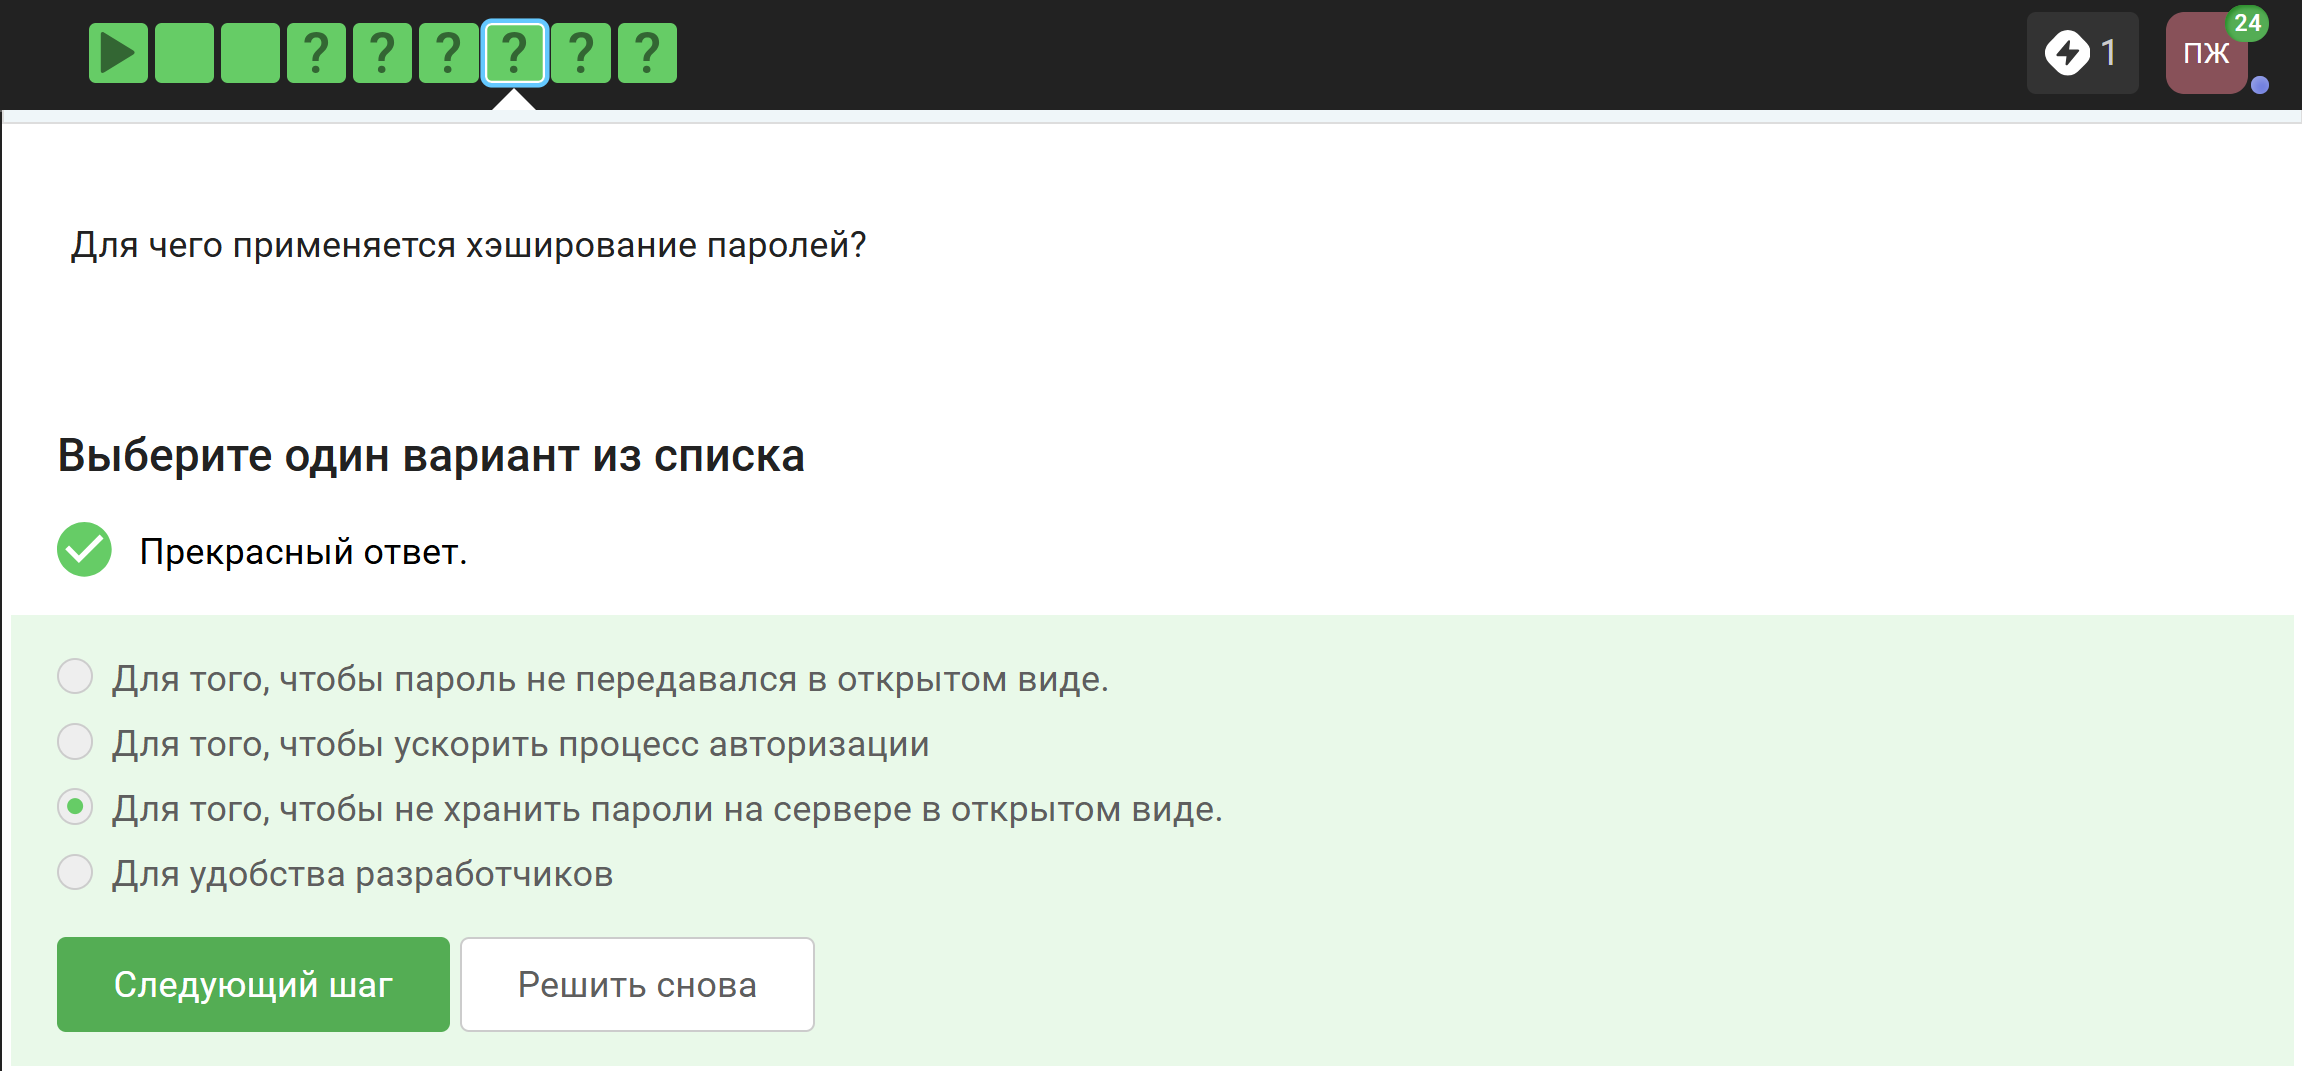 ? ? ? ? ? ?
1
ПЖ
24
Для чего применяется хэширование паролей?
Выберите один вариант из списка
Прекрасный ответ.
Для того, чтобы пароль не передавался в открытом виде.
Для того, чтобы ускорить процесс авторизации
Для того, чтобы не хранить пароли на сервере в открытом виде.
Для удобства разработчиков
Следующий шаг
Решить снова